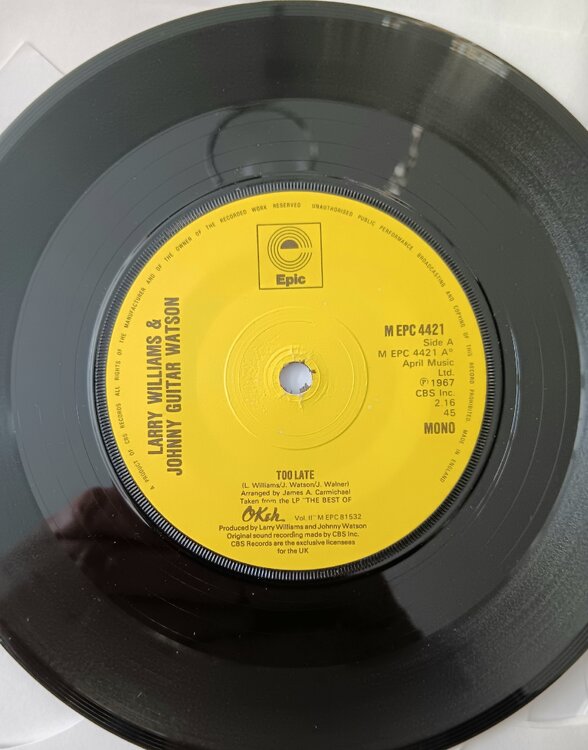 A PRODUCT OF CBS RECORDS ALL RIGHTS OF THE MANUFACTURER AND OF THE OWNER OF THE RECORDED WORK RESERVED UNAUTHORISED PUBLIC PERFORMANCE BROADCASTING AND COPYING OF THIS RECORD PROHIBITED MADE IN ENGLAND
e
Epic
LARRY WILLIAMS &
JOHNNY GUITAR WATSON
M EPC 4421
Side A
M EPC 4421 A°
April Music
Ltd.
Ⓟ 1967
CBS Inc.
2.16
45
MONO
TOO LATE
(L. Williams/J. Watson/J. Walner)
Arranged by James A. Carmichael
Taken from the LP "THE BEST OF
OKeh Vol. II" M EPC 81532
Produced by Larry Williams and Johnny Watson
Original sound recording made by CBS Inc.
CBS Records are the exclusive licensees
for the UK